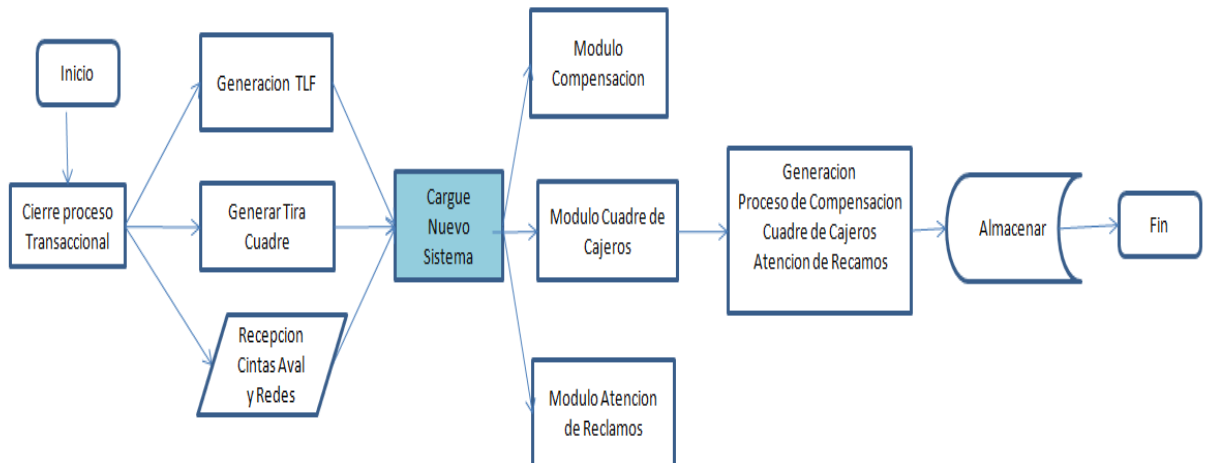 Inicio
Cierre proceso
Transaccional
Generacion TLF
Generar Tira
Cuadre
Recepcion
Cintas Aval
y Redes
Cargue
Nuevo
Sistema
Modulo
Compensacion
Modulo Cuadre de
Cajeros
Modulo Atencion
de Reclamos
Generacion
Proceso de Compensacion
Cuadre de Cajeros
Atencion de Recamos
Almacenar
Fin